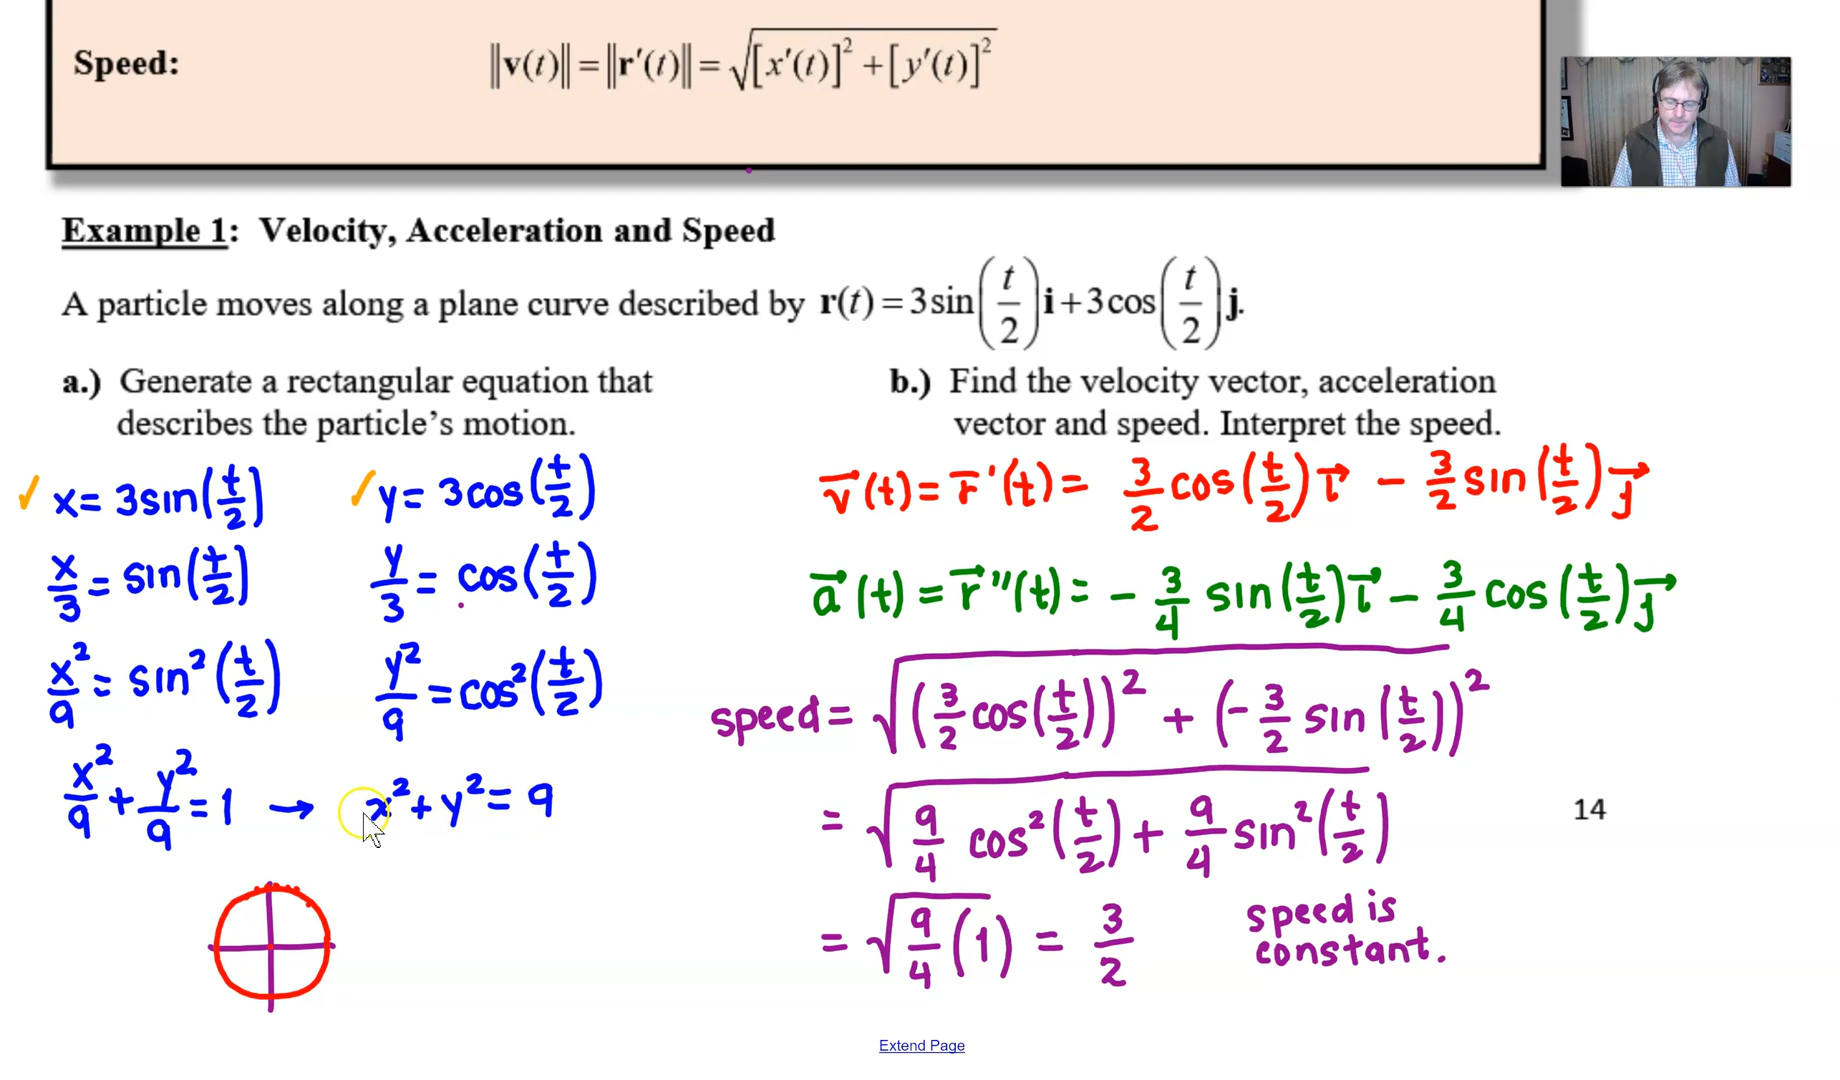 Speed: ‖v(t)‖ = ‖r′(t)‖ = √([x′(t)]² + [y′(t)]²)
Example 1: Velocity, Acceleration and Speed
A particle moves along a plane curve described by r(t) = 3sin(t/2)i + 3cos(t/2)j.
a.) Generate a rectangular equation that
describes the particle’s motion.
✓ x = 3sin(t/2) ✓ y = 3cos(t/2)
x/3 = sin(t/2) y/3 = cos(t/2)
x²/9 = sin²(t/2) y²/9 = cos²(t/2)
x²/9 + y²/9 = 1 → x² + y² = 9
b.) Find the velocity vector, acceleration
vector and speed. Interpret the speed.
v⃗(t) = r⃗'(t) = 3/2 cos(t/2) i⃗ − 3/2 sin(t/2) j⃗
a⃗(t) = r⃗''(t) = − 3/4 sin(t/2) i⃗ − 3/4 cos(t/2) j⃗
speed = √((3/2 cos(t/2))² + (−3/2 sin(t/2))²)
= √(9/4 cos²(t/2) + 9/4 sin²(t/2))
= √(9/4 (1)) = 3/2
speed is
constant.
14
Extend Page